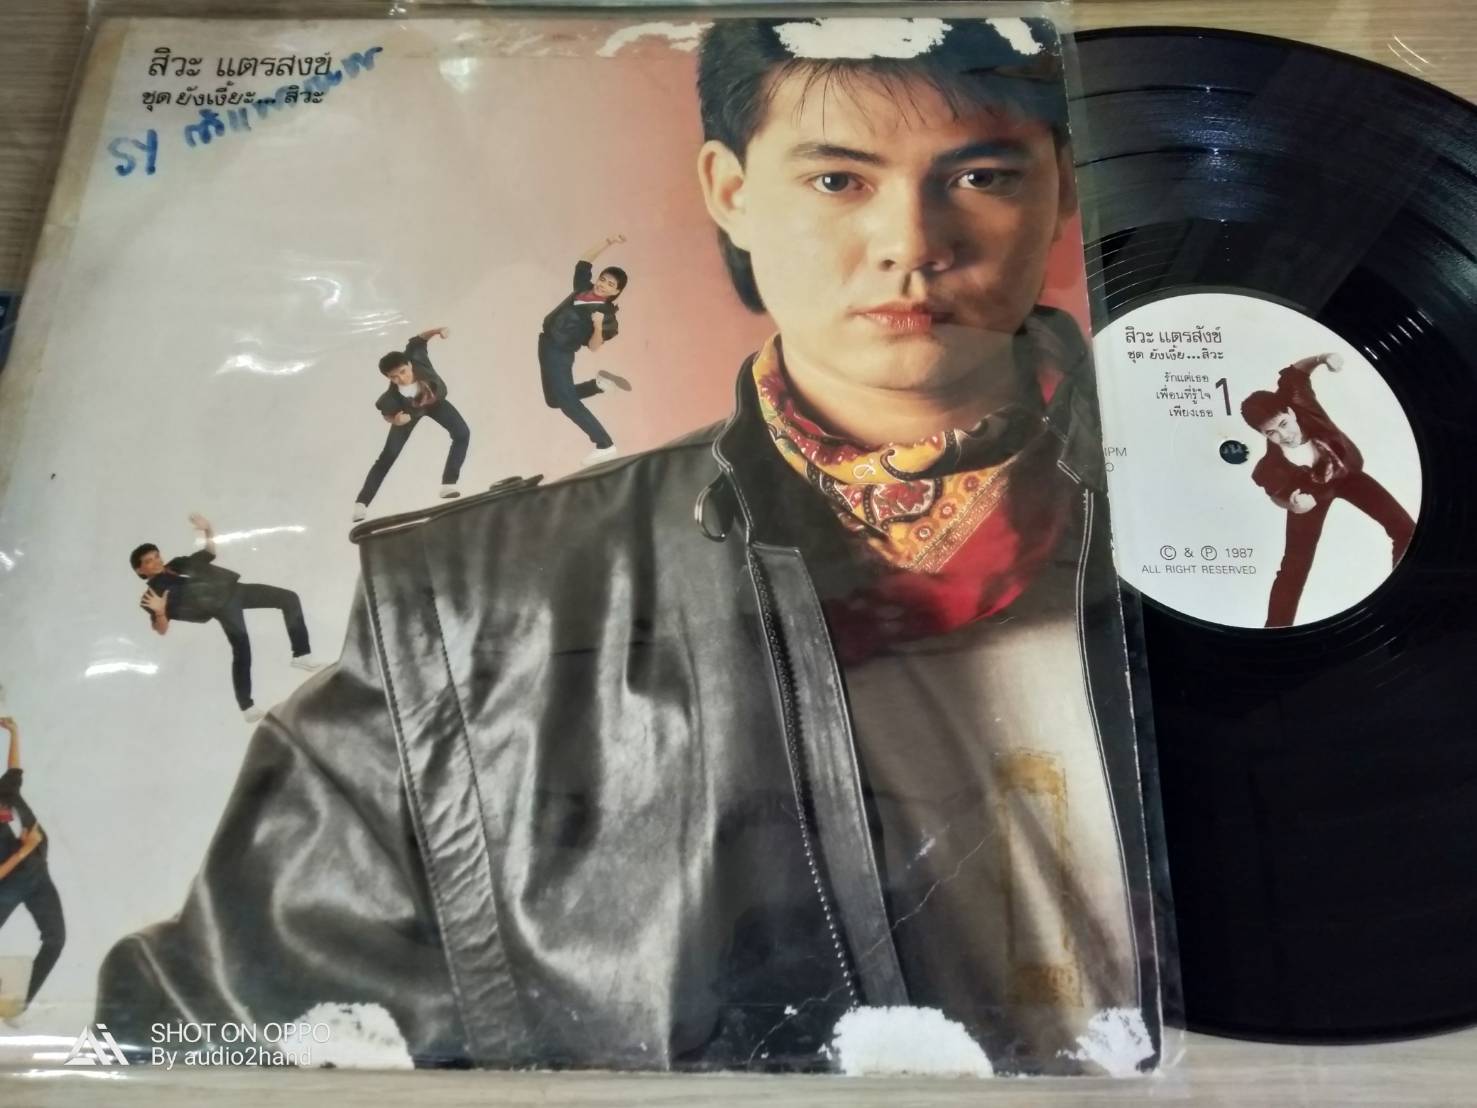 สิวะ แตรสงข์
ชุด ยังเงี้ยะ... สิวะ
SY
สิวะ แตรสังข์
ชุด ยังเงี้ย...สิวะ
รักแต่เธอ
เพื่อนที่รู้ใจ
เพียงเธอ
1
© & ℗ 1987
ALL RIGHT RESERVED
SHOT ON OPPO
By audio2hand